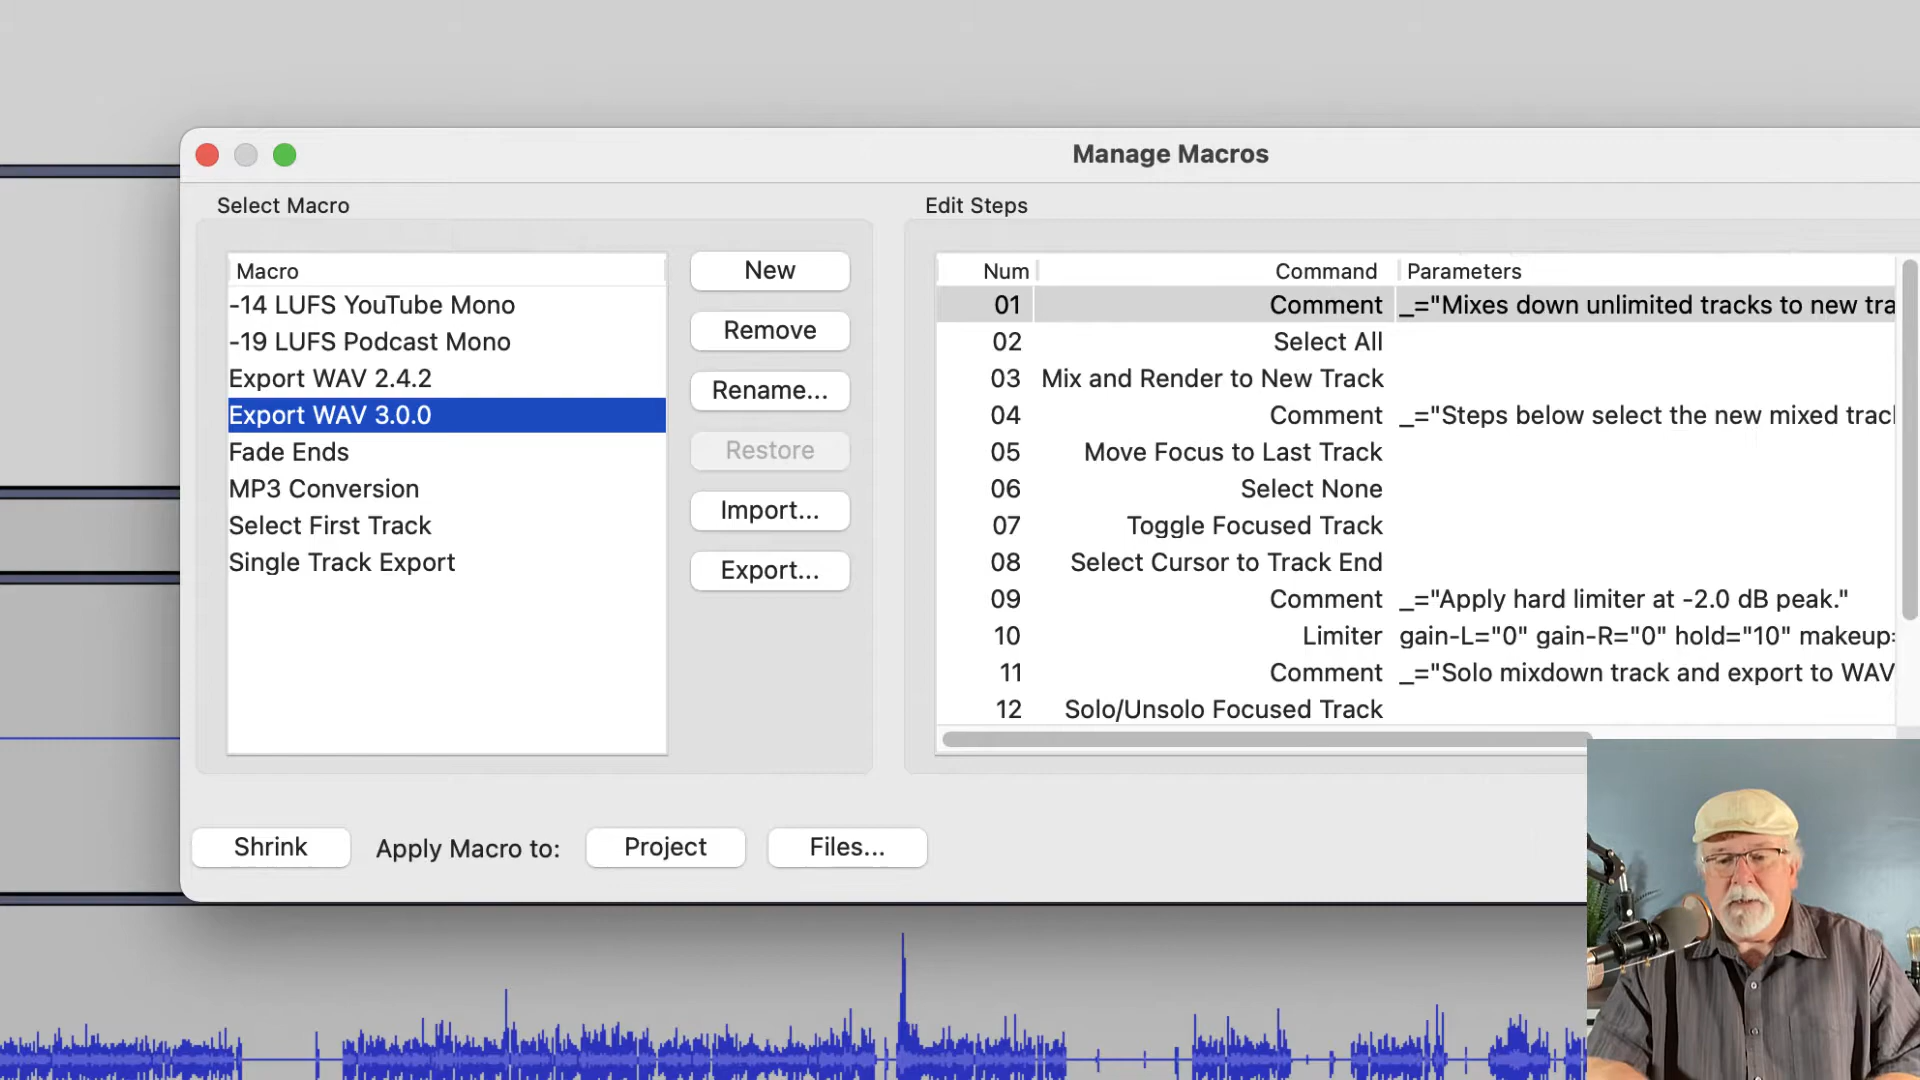 Manage Macros
Select Macro
Macro
-14 LUFS YouTube Mono
-19 LUFS Podcast Mono
Export WAV 2.4.2
Export WAV 3.0.0
Fade Ends
MP3 Conversion
Select First Track
Single Track Export
New
Remove
Rename...
Restore
Import...
Export...
Edit Steps
Num Command Parameters
01 Comment _="Mixes down unlimited tracks to new tra
02 Select All
03 Mix and Render to New Track
04 Comment _="Steps below select the new mixed track
05 Move Focus to Last Track
06 Select None
07 Toggle Focused Track
08 Select Cursor to Track End
09 Comment _="Apply hard limiter at -2.0 dB peak."
10 Limiter gain-L="0" gain-R="0" hold="10" makeup=
11 Comment _="Solo mixdown track and export to WAV
12 Solo/Unsolo Focused Track
Shrink Apply Macro to: Project Files...